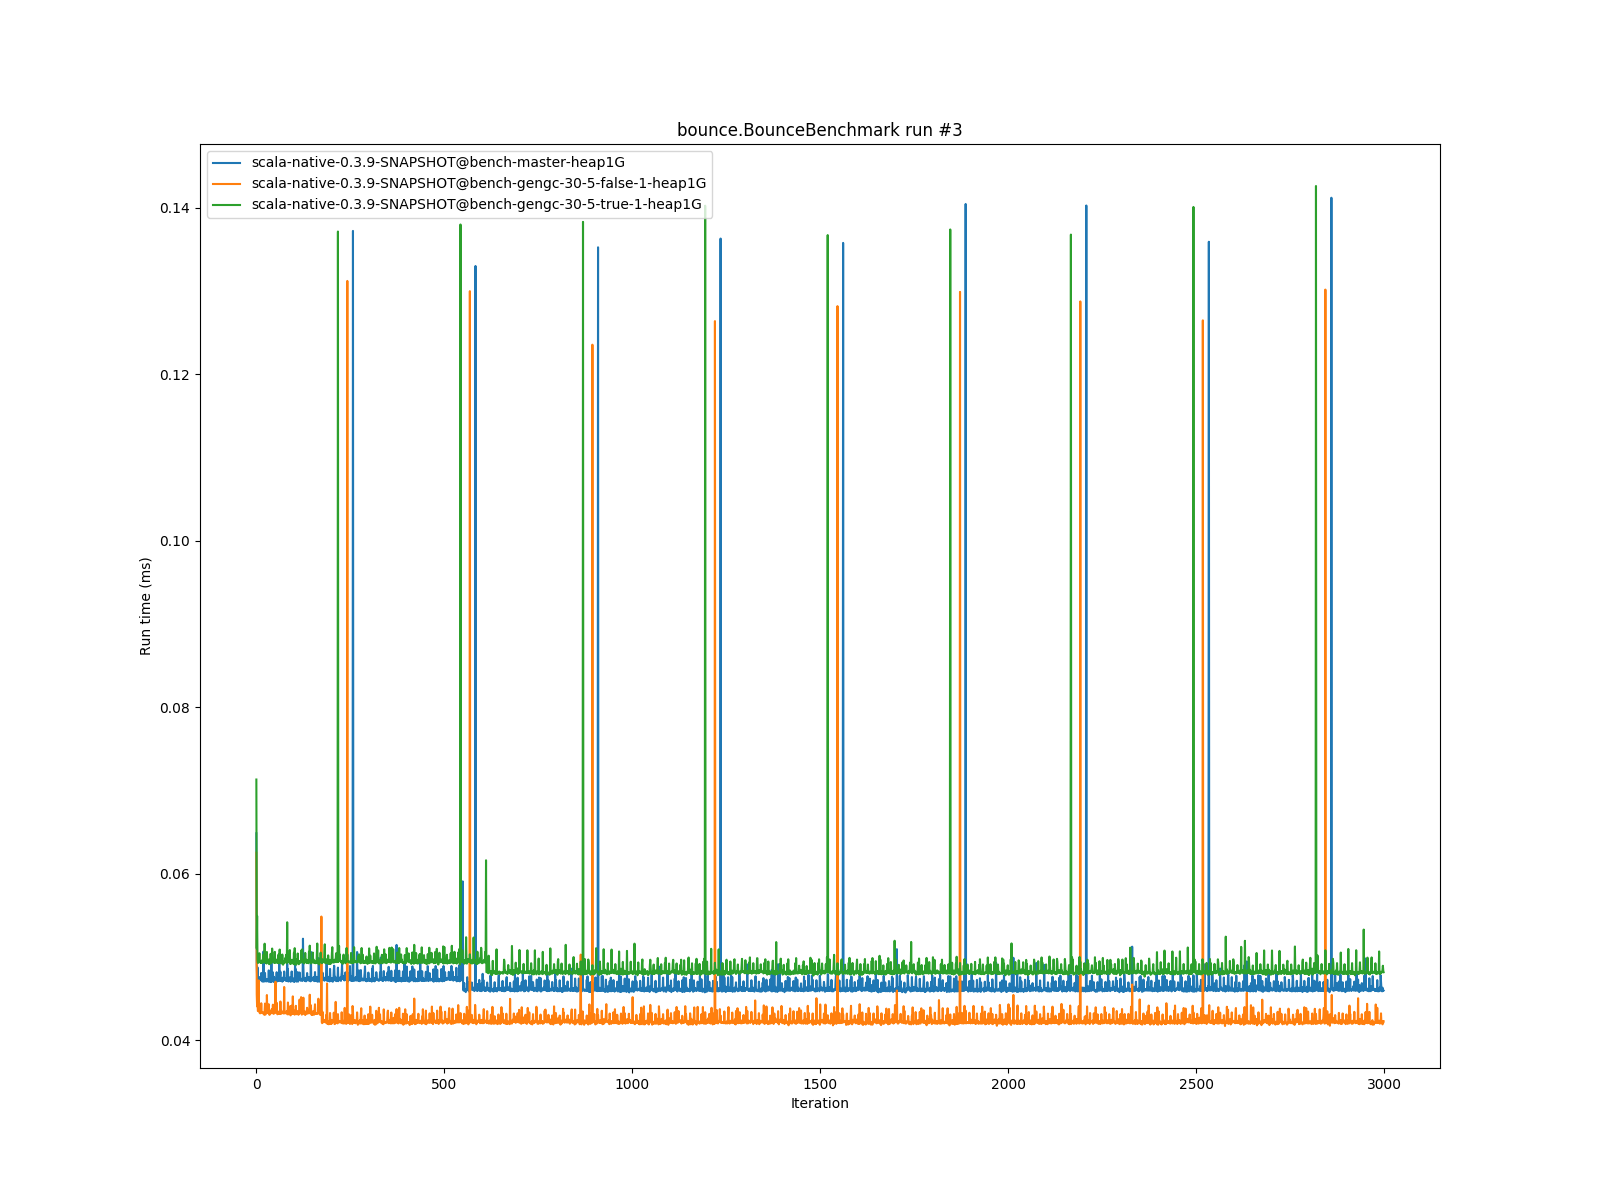 bounce.BounceBenchmark run #3
scala-native-0.3.9-SNAPSHOT@bench-master-heap1G
scala-native-0.3.9-SNAPSHOT@bench-gengc-30-5-false-1-heap1G
scala-native-0.3.9-SNAPSHOT@bench-gengc-30-5-true-1-heap1G
0.14
0.12
0.10
0.08
0.06
0.04
Run time (ms)
0 500 1000 1500 2000 2500 3000
Iteration